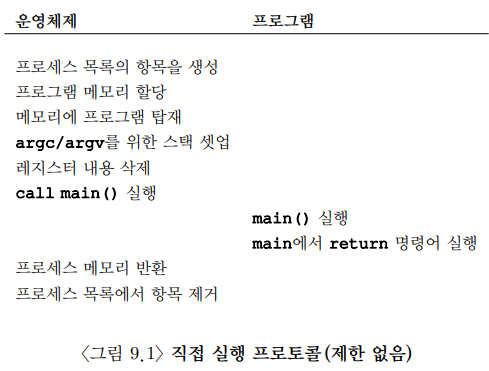 운영체제 프로그램
프로세스 목록의 항목을 생성
프로그램 메모리 할당
메모리에 프로그램 탑재
argc/argv를 위한 스택 셋업
레지스터 내용 삭제
call main() 실행
main() 실행
main에서 return 명령어 실행
프로세스 메모리 반환
프로세스 목록에서 항목 제거
〈그림 9.1〉 직접 실행 프로토콜(제한 없음)